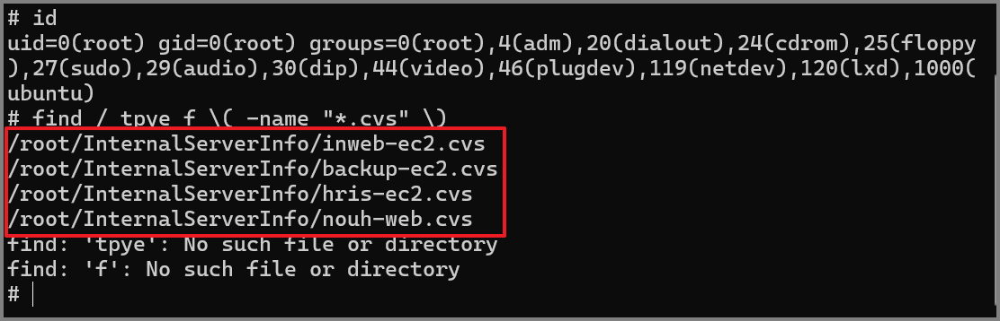 # id
uid=0(root) gid=0(root) groups=0(root),4(adm),20(dialout),24(cdrom),25(floppy
),27(sudo),29(audio),30(dip),44(video),46(plugdev),119(netdev),120(lxd),1000(
ubuntu)
# find / tpye f \( -name "*.cvs" \)
/root/InternalServerInfo/inweb-ec2.cvs
/root/InternalServerInfo/backup-ec2.cvs
/root/InternalServerInfo/hris-ec2.cvs
/root/InternalServerInfo/nouh-web.cvs
find: 'tpye': No such file or directory
find: 'f': No such file or directory
#